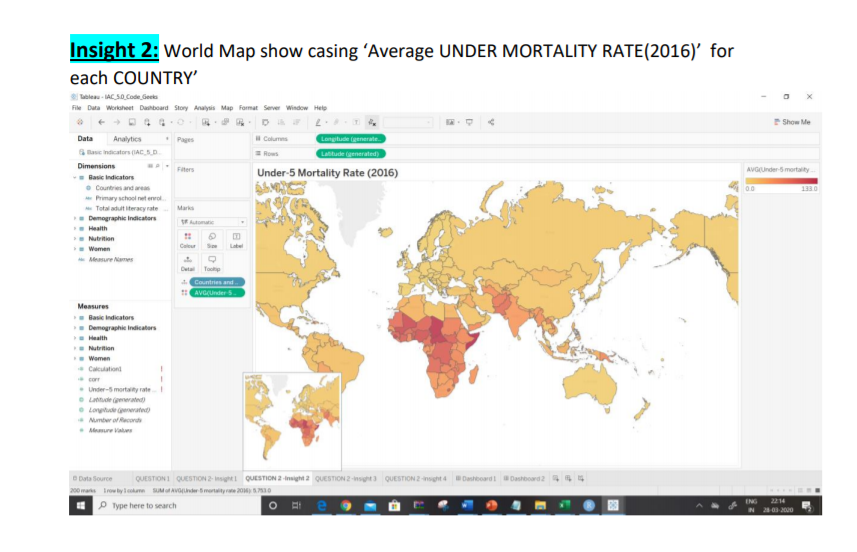 Insight 2: World Map show casing ‘Average UNDER MORTALITY RATE(2016)’ for
each COUNTRY’
Tableau - IAC_5.0_Code_Geeks
File Data Worksheet Dashboard Story Analysis Map Format Server Window Help
Show Me
Data Analytics
Pages
Columns
Longitude (generate..
Basic Indicators (IAC_5_D...
Rows
Latitude (generated)
Dimensions
Filters
Under-5 Mortality Rate (2016)
AVG(Under-5 mortality ...
Basic Indicators
0.0 133.0
Countries and areas
Primary school net enrol...
Total adult literacy rate ...
Marks
Demographic Indicators
Automatic
Health
Nutrition
Women
Colour Size Label
Measure Names
Detail Tooltip
Countries and ..
AVG(Under-5 ..
Measures
Basic Indicators
Demographic Indicators
Health
Nutrition
Women
Calculation1 !
corr !
Under-5 mortality rate ... !
Latitude (generated)
Longitude (generated)
Number of Records
Measure Values
Data Source QUESTION 1 QUESTION 2- Insight 1 QUESTION 2 -Insight 2 QUESTION 2 -Insight 3 QUESTION 2 -Insight 4 Dashboard 1 Dashboard 2
200 marks 1 row by 1 column SUM of AVG(Under-5 mortality rate 2016): 5,753.0
Type here to search
ENG
IN
22:14
28-03-2020